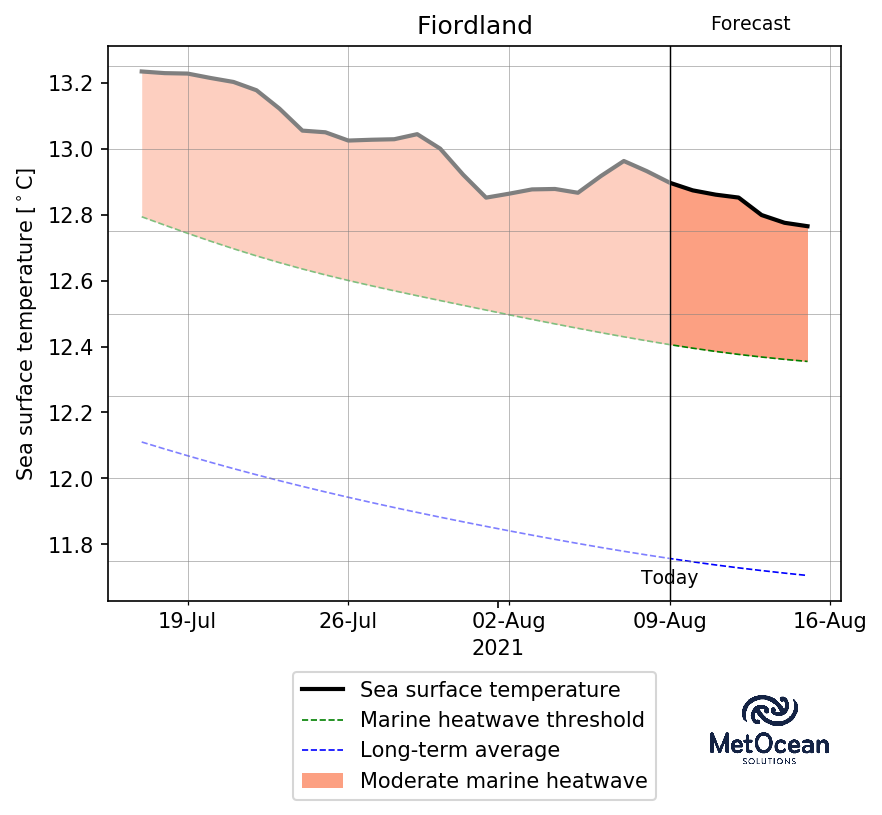 Fiordland
Forecast
Sea surface temperature [°C]
13.2
13.0
12.8
12.6
12.4
12.2
12.0
11.8
Today
19-Jul
26-Jul
02-Aug
09-Aug
16-Aug
2021
Sea surface temperature
Marine heatwave threshold
Long-term average
Moderate marine heatwave
MetOcean
SOLUTIONS